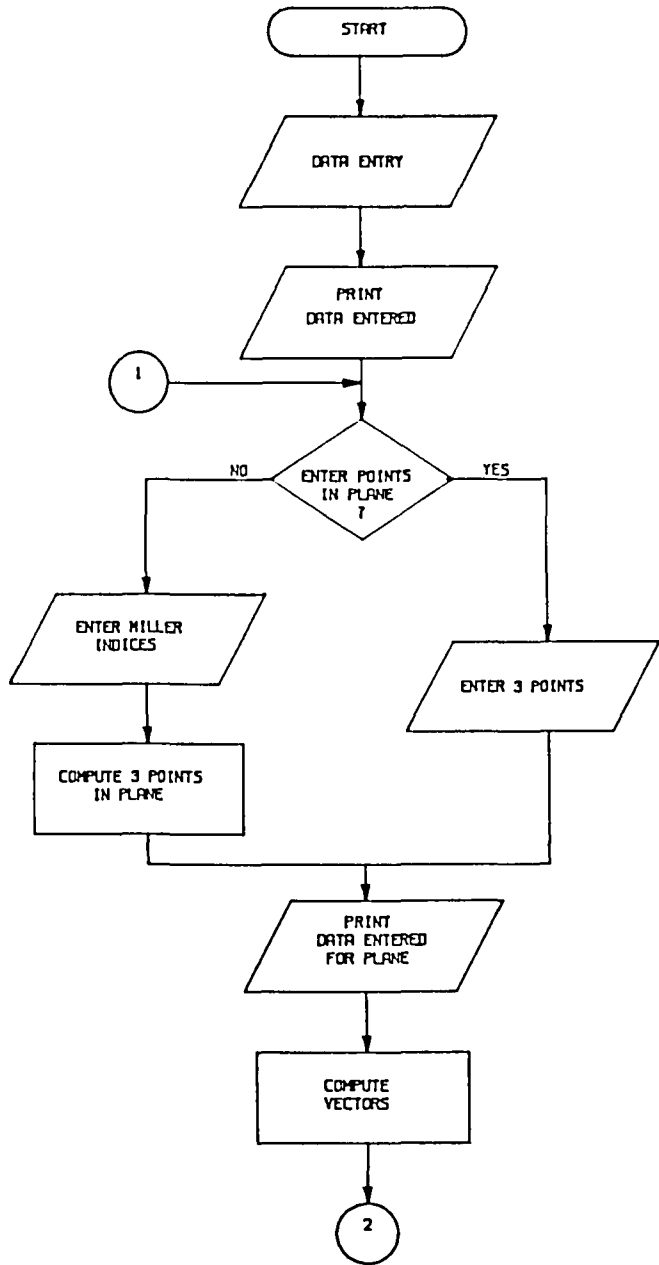 START
DATA ENTRY
PRINT
DATA ENTERED
1
NO
YES
ENTER POINTS
IN PLANE
?
ENTER MILLER
INDICES
ENTER 3 POINTS
COMPUTE 3 POINTS
IN PLANE
PRINT
DATA ENTERED
FOR PLANE
COMPUTE
VECTORS
2